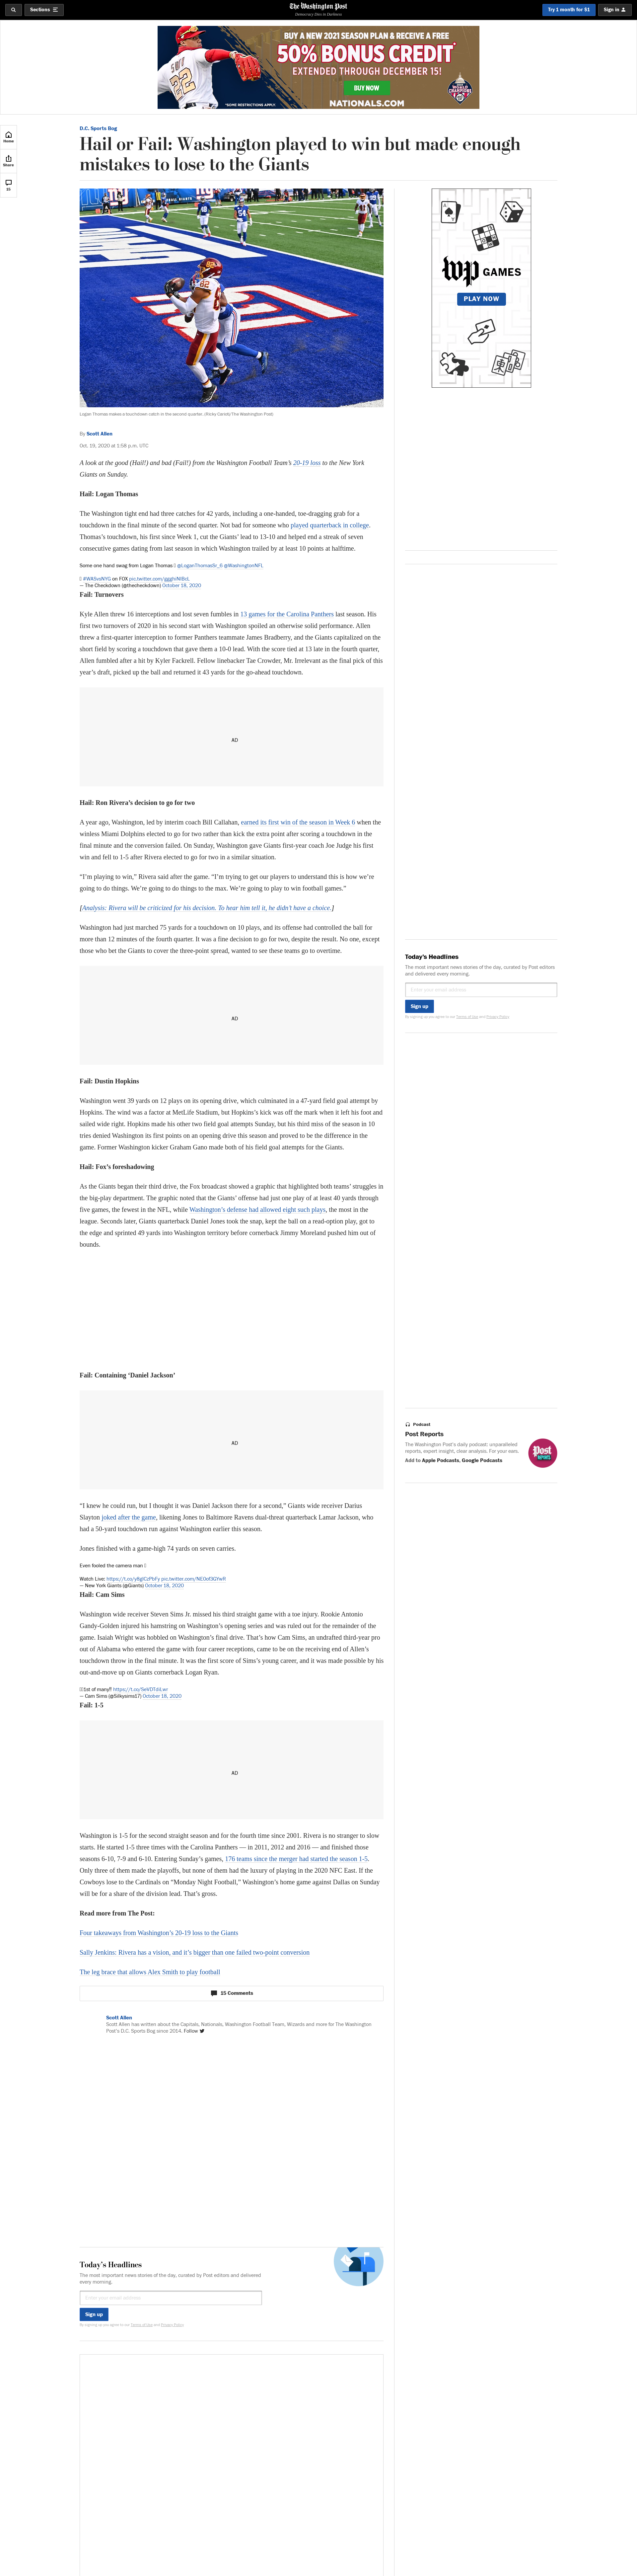 Sections
The Washington Post
Democracy Dies in Darkness
Try 1 month for $1
Sign in
BUY A NEW 2021 SEASON PLAN & RECEIVE A
50% BONUS CREDIT*
EXTENDED THROUGH DECEMBER 15!
BUY NOW
*SOME RESTRICTIONS APPLY.
NATIONALS.COM
WORLD CHAMPIONS
Home
Share
15
D.C. Sports Bog
Hail or Fail: Washington played to win but made enough
mistakes to lose to the Giants
Logan Thomas makes a touchdown catch in the second quarter. (Ricky Carioti/The Washington Post)
By Scott Allen
Oct. 19, 2020 at 1:58 p.m. UTC
A look at the good (Hail!) and bad (Fail!) from the Washington Football Team's 20-19 loss to the New York
Giants on Sunday.
Hail: Logan Thomas
The Washington tight end had three catches for 42 yards, including a one-handed, toe-dragging grab for a
touchdown in the final minute of the second quarter. Not bad for someone who played quarterback in college.
Thomas's touchdown, his first since Week 1, cut the Giants' lead to 13-10 and helped end a streak of seven
consecutive games dating from last season in which Washington trailed by at least 10 points at halftime.
Some one hand swag from Logan Thomas @LoganThomasSr_6 @WashingtonNFL
#WASvsNYG on FOX pic.twitter.com/ggghrNIBrJ
— The Checkdown (@thecheckdown) October 18, 2020
Fail: Turnovers
Kyle Allen threw 16 interceptions and lost seven fumbles in 13 games for the Carolina Panthers last season. His
first two turnovers of 2020 in his second start with Washington spoiled an otherwise solid performance. Allen
threw a first-quarter interception to former Panthers teammate James Bradberry, and the Giants capitalized on the
short field by scoring a touchdown that gave them a 10-0 lead. With the score tied at 13 late in the fourth quarter,
Allen fumbled after a hit by Kyler Fackrell. Fellow linebacker Tae Crowder, Mr. Irrelevant as the final pick of this
year's draft, picked up the ball and returned it 43 yards for the go-ahead touchdown.
AD
Hail: Ron Rivera's decision to go for two
A year ago, Washington, led by interim coach Bill Callahan, earned its first win of the season in Week 6 when the
winless Miami Dolphins elected to go for two rather than kick the extra point after scoring a touchdown in the
final minute and the conversion failed. On Sunday, Washington gave Giants first-year coach Joe Judge his first
win and fell to 1-5 after Rivera elected to go for two in a similar situation.
"I'm playing to win," Rivera said after the game. "I'm trying to get our players to understand this is how we're
going to do things. We're going to do things to the max. We're going to play to win football games."
[Analysis: Rivera will be criticized for his decision. To hear him tell it, he didn't have a choice.]
Washington had just marched 75 yards for a touchdown on 10 plays, and its offense had controlled the ball for
more than 12 minutes of the fourth quarter. It was a fine decision to go for two, despite the result. No one, except
those who bet the Giants to cover the three-point spread, wanted to see these teams go to overtime.
AD
Fail: Dustin Hopkins
Washington went 39 yards on 12 plays on its opening drive, which culminated in a 47-yard field goal attempt by
Hopkins. The wind was a factor at MetLife Stadium, but Hopkins's kick was off the mark when it left his foot and
sailed wide right. Hopkins made his other two field goal attempts Sunday, but his third miss of the season in 10
tries denied Washington its first points on an opening drive this season and proved to be the difference in the
game. Former Washington kicker Graham Gano made both of his field goal attempts for the Giants.
Hail: Fox's foreshadowing
As the Giants began their third drive, the Fox broadcast showed a graphic that highlighted both teams' struggles in
the big-play department. The graphic noted that the Giants' offense had just one play of at least 40 yards through
five games, the fewest in the NFL, while Washington's defense had allowed eight such plays, the most in the
league. Seconds later, Giants quarterback Daniel Jones took the snap, kept the ball on a read-option play, got to
the edge and sprinted 49 yards into Washington territory before cornerback Jimmy Moreland pushed him out of
bounds.
Fail: Containing 'Daniel Jackson'
AD
"I knew he could run, but I thought it was Daniel Jackson there for a second," Giants wide receiver Darius
Slayton joked after the game, likening Jones to Baltimore Ravens dual-threat quarterback Lamar Jackson, who
had a 50-yard touchdown run against Washington earlier this season.
Jones finished with a game-high 74 yards on seven carries.
Even fooled the camera man
— New York Giants (@Giants) October 18, 2020
Hail: Cam Sims
Washington wide receiver Steven Sims Jr. missed his third straight game with a toe injury. Rookie Antonio
Gandy-Golden injured his hamstring on Washington's opening series and was ruled out for the remainder of the
game. Isaiah Wright was hobbled on Washington's final drive. That's how Cam Sims, an undrafted third-year pro
out of Alabama who entered the game with four career receptions, came to be on the receiving end of Allen's
touchdown throw in the final minute. It was the first score of Sims's young career, and it was made possible by his
out-and-move up on Giants cornerback Logan Ryan.
— Cam Sims (@Silkysims17) October 18, 2020
Fail: 1-5
AD
Washington is 1-5 for the second straight season and for the fourth time since 2001. Rivera is no stranger to slow
starts. He started 1-5 three times with the Carolina Panthers — in 2011, 2012 and 2016 — and finished those
seasons 6-10, 7-9 and 6-10. Entering Sunday's games, 176 teams since the merger had started the season 1-5.
Only three of them made the playoffs, but none of them had the luxury of playing in the 2020 NFC East. If the
Cowboys lose to the Cardinals on "Monday Night Football," Washington's home game against Dallas on Sunday
will be for a share of the division lead. That's gross.
Read more from The Post:
Four takeaways from Washington's 20-19 loss to the Giants
Sally Jenkins: Rivera has a vision, and it's bigger than one failed two-point conversion
The leg brace that allows Alex Smith to play football
15 Comments
Scott Allen
Scott Allen has written about the Capitals, Nationals, Washington Football Team, Wizards and more for The Washington
Post's D.C. Sports Bog since 2014. Follow
Today's Headlines
The most important news stories of the day, curated by Post editors and delivered
every morning.
Enter your email address
Sign up
By signing up you agree to our Terms of Use and Privacy Policy
wp GAMES
PLAY NOW
Today's Headlines
The most important news stories of the day, curated by Post editors
and delivered every morning.
Enter your email address
Sign up
By signing up you agree to our Terms of Use and Privacy Policy
Podcast
Post Reports
The Washington Post's daily podcast: unparalleled
reports, expert insight, clear analysis. For your ears.
Add to Apple Podcasts, Google Podcasts
Post
REPORTS